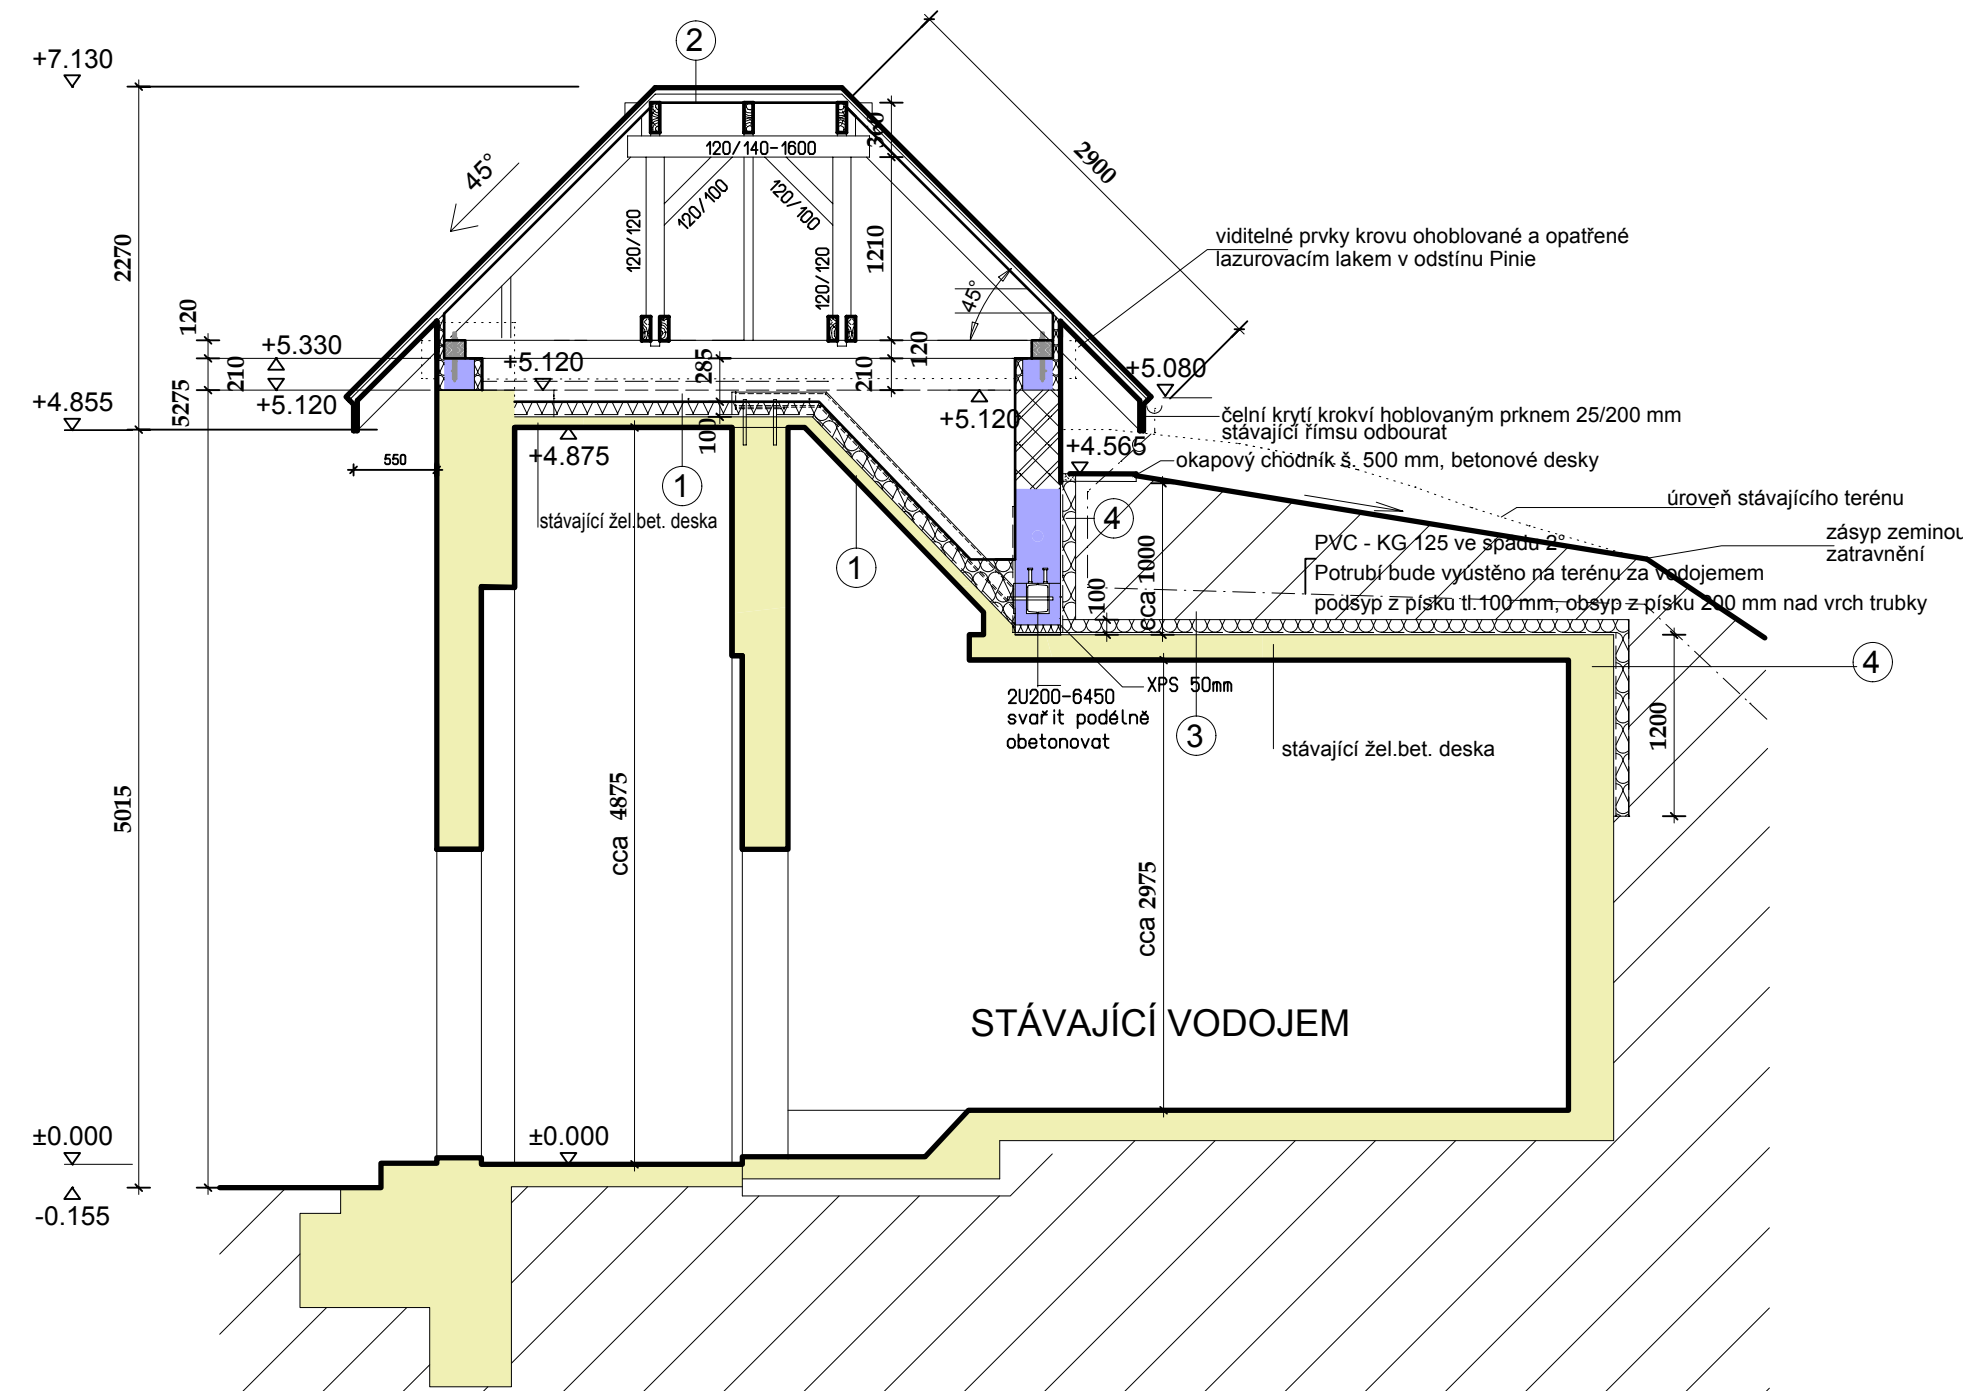 +7.130
2
45°
120/140-1600
340
2900
120/100
120/100
120/120
120/120
1210
45°
2270
viditelné prvky krovu ohoblované a opatřené
lazurovacím lakem v odstínu Pinie
120
+5.330
210
+5.120
5275
+4.855
550
+5.120
285
210
120
+5.120
+5.080
čelní krytí krokví hoblovaným prknem 25/200 mm
stávající římsu odbourat
100
+4.875
+4.565
okapový chodník š. 500 mm, betonové desky
1
stávající žel.bet. deska
4
úroveň stávajícího terénu
zásyp zeminou
zatravnění
1
cca 1000
100
PVC - KG 125 ve spádu 2°
Potrubí bude vyústěno na terénu za vodojemem
podsyp z písku tl.100 mm, obsyp z písku 200 mm nad vrch trubky
4
2U200-6450
svařit podélně
obetonovat
XPS 50mm
3
stávající žel.bet. deska
1200
5015
cca 4875
cca 2975
STÁVAJÍCÍ VODOJEM
±0.000
±0.000
-0.155